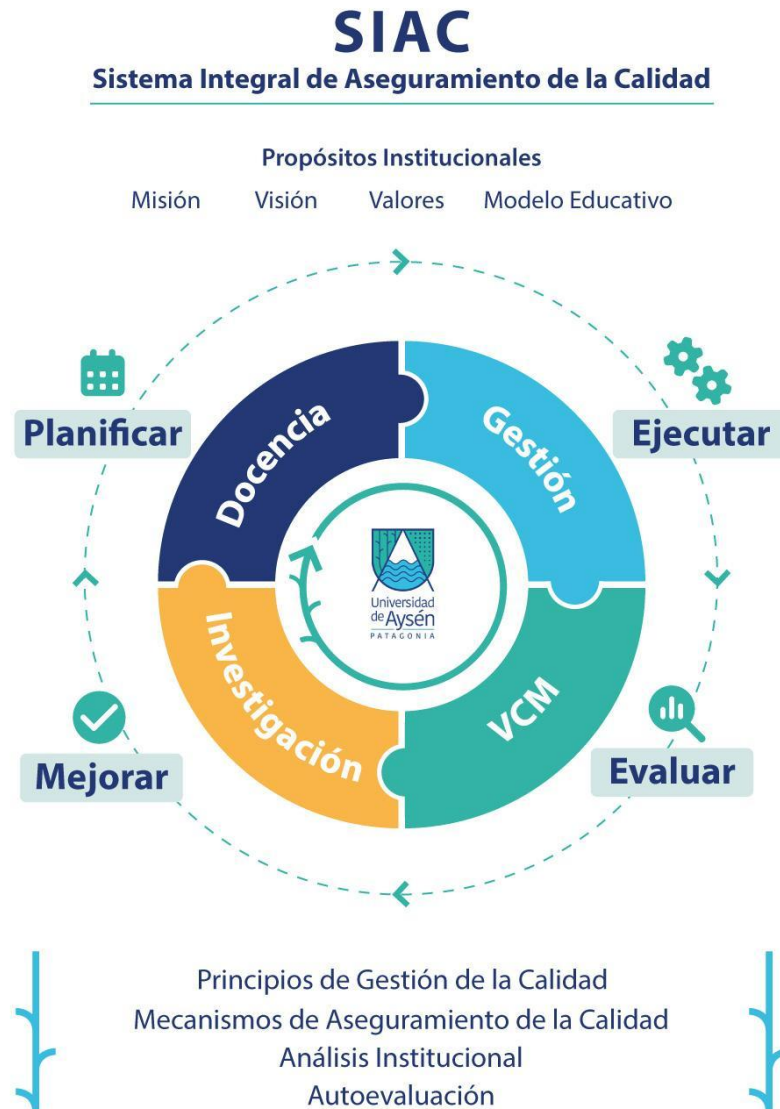 SIAC
Sistema Integral de Aseguramiento de la Calidad
Propósitos Institucionales
Misión Visión Valores Modelo Educativo
Planificar
Ejecutar
Docencia
Gestión
Universidad
de Aysén
PATAGONIA
Investigación
VCM
Mejorar
Evaluar
Principios de Gestión de la Calidad
Mecanismos de Aseguramiento de la Calidad
Análisis Institucional
Autoevaluación